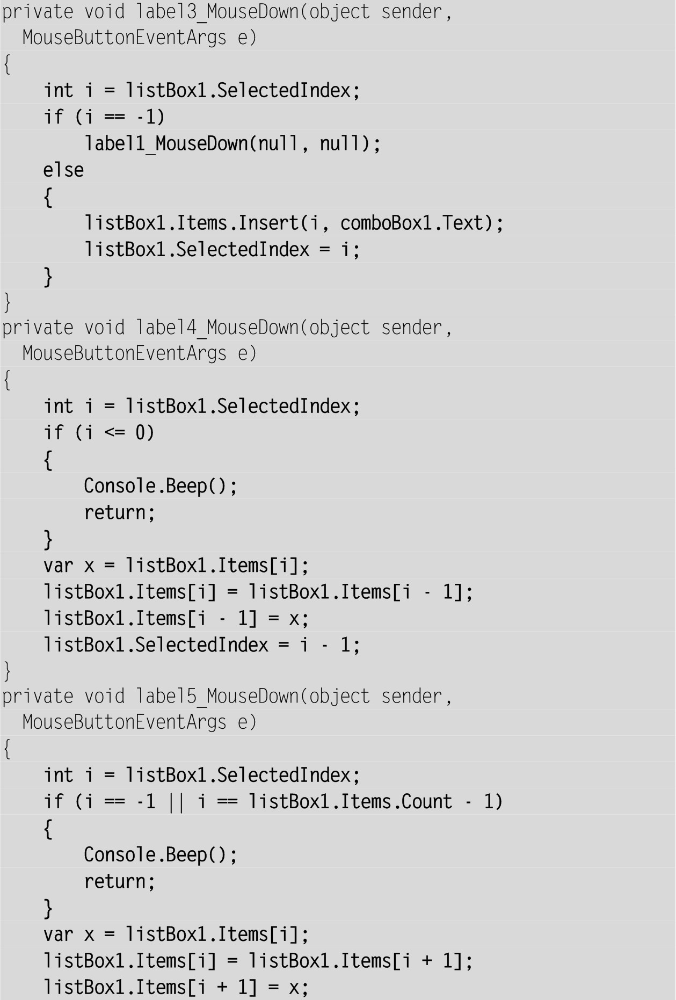 private void label3_MouseDown(object sender,
  MouseButtonEventArgs e)
{
    int i = listBox1.SelectedIndex;
    if (i == -1)
        label1_MouseDown(null, null);
    else
    {
        listBox1.Items.Insert(i, comboBox1.Text);
        listBox1.SelectedIndex = i;
    }
}
private void label4_MouseDown(object sender,
  MouseButtonEventArgs e)
{
    int i = listBox1.SelectedIndex;
    if (i <= 0)
    {
        Console.Beep();
        return;
    }
    var x = listBox1.Items[i];
    listBox1.Items[i] = listBox1.Items[i - 1];
    listBox1.Items[i - 1] = x;
    listBox1.SelectedIndex = i - 1;
}
private void label5_MouseDown(object sender,
  MouseButtonEventArgs e)
{
    int i = listBox1.SelectedIndex;
    if (i == -1 || i == listBox1.Items.Count - 1)
    {
        Console.Beep();
        return;
    }
    var x = listBox1.Items[i];
    listBox1.Items[i] = listBox1.Items[i + 1];
    listBox1.Items[i + 1] = x;